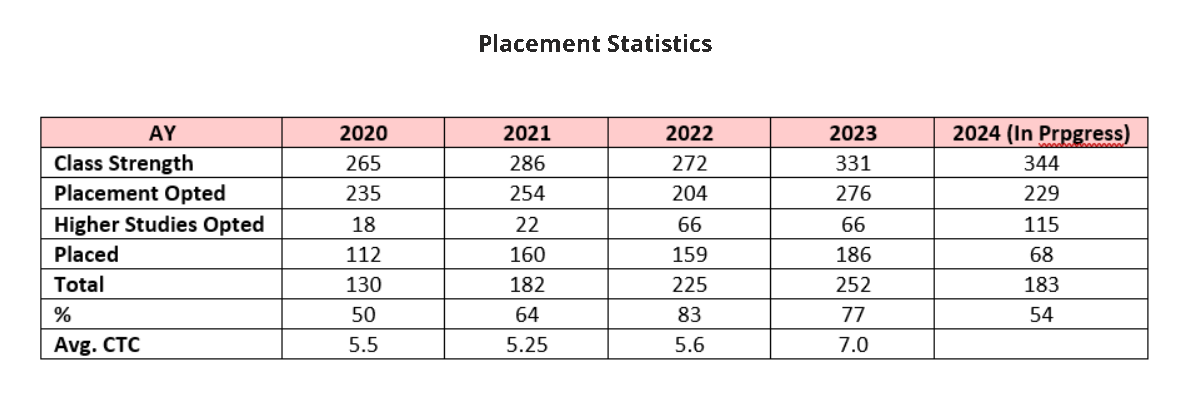 Placement Statistics
AY 2020 2021 2022 2023 2024 (In Prpgress)
Class Strength 265 286 272 331 344
Placement Opted 235 254 204 276 229
Higher Studies Opted 18 22 66 66 115
Placed 112 160 159 186 68
Total 130 182 225 252 183
% 50 64 83 77 54
Avg. CTC 5.5 5.25 5.6 7.0